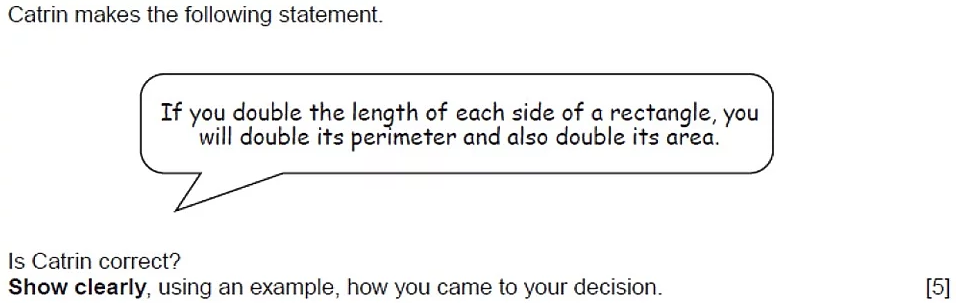 Catrin makes the following statement.
If you double the length of each side of a rectangle, you
will double its perimeter and also double its area.
Is Catrin correct?
Show clearly, using an example, how you came to your decision. [5]